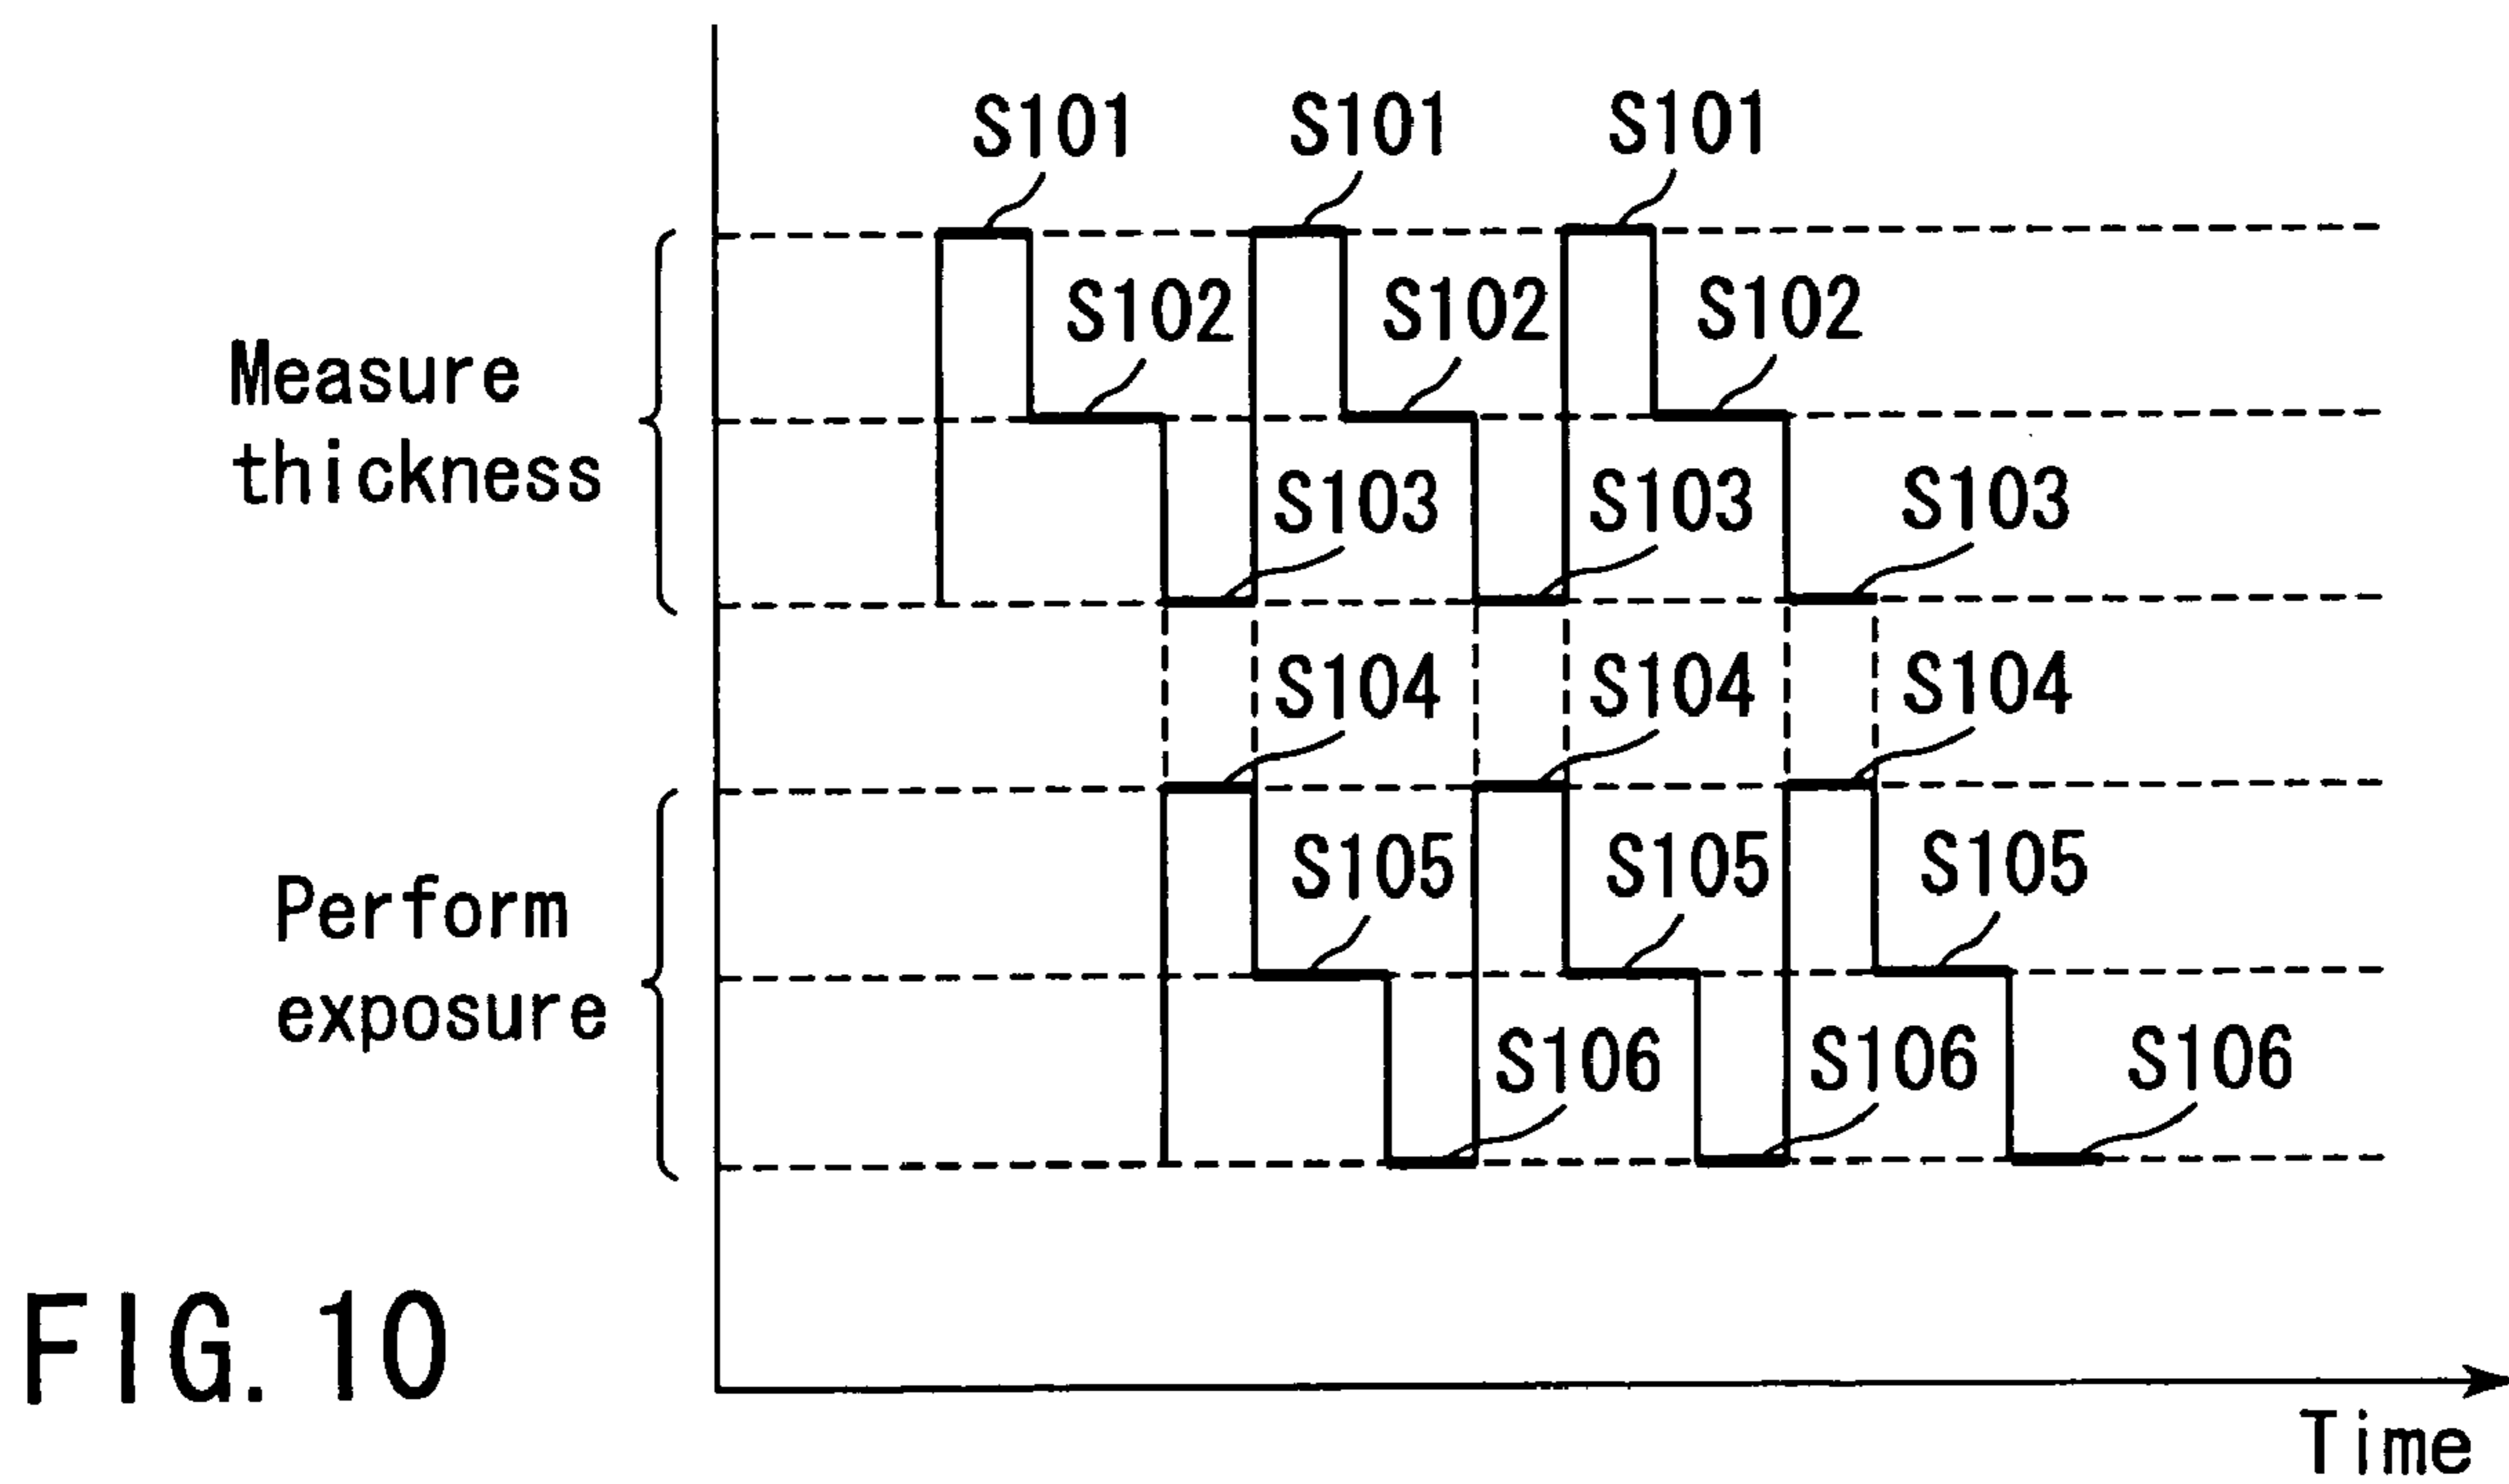 S101 S101 S101
S102 S102 S102
Measure
thickness
S103 S103 S103
S104 S104 S104
S105 S105 S105
Perform
exposure
S106 S106 S106
FIG. 10
Time